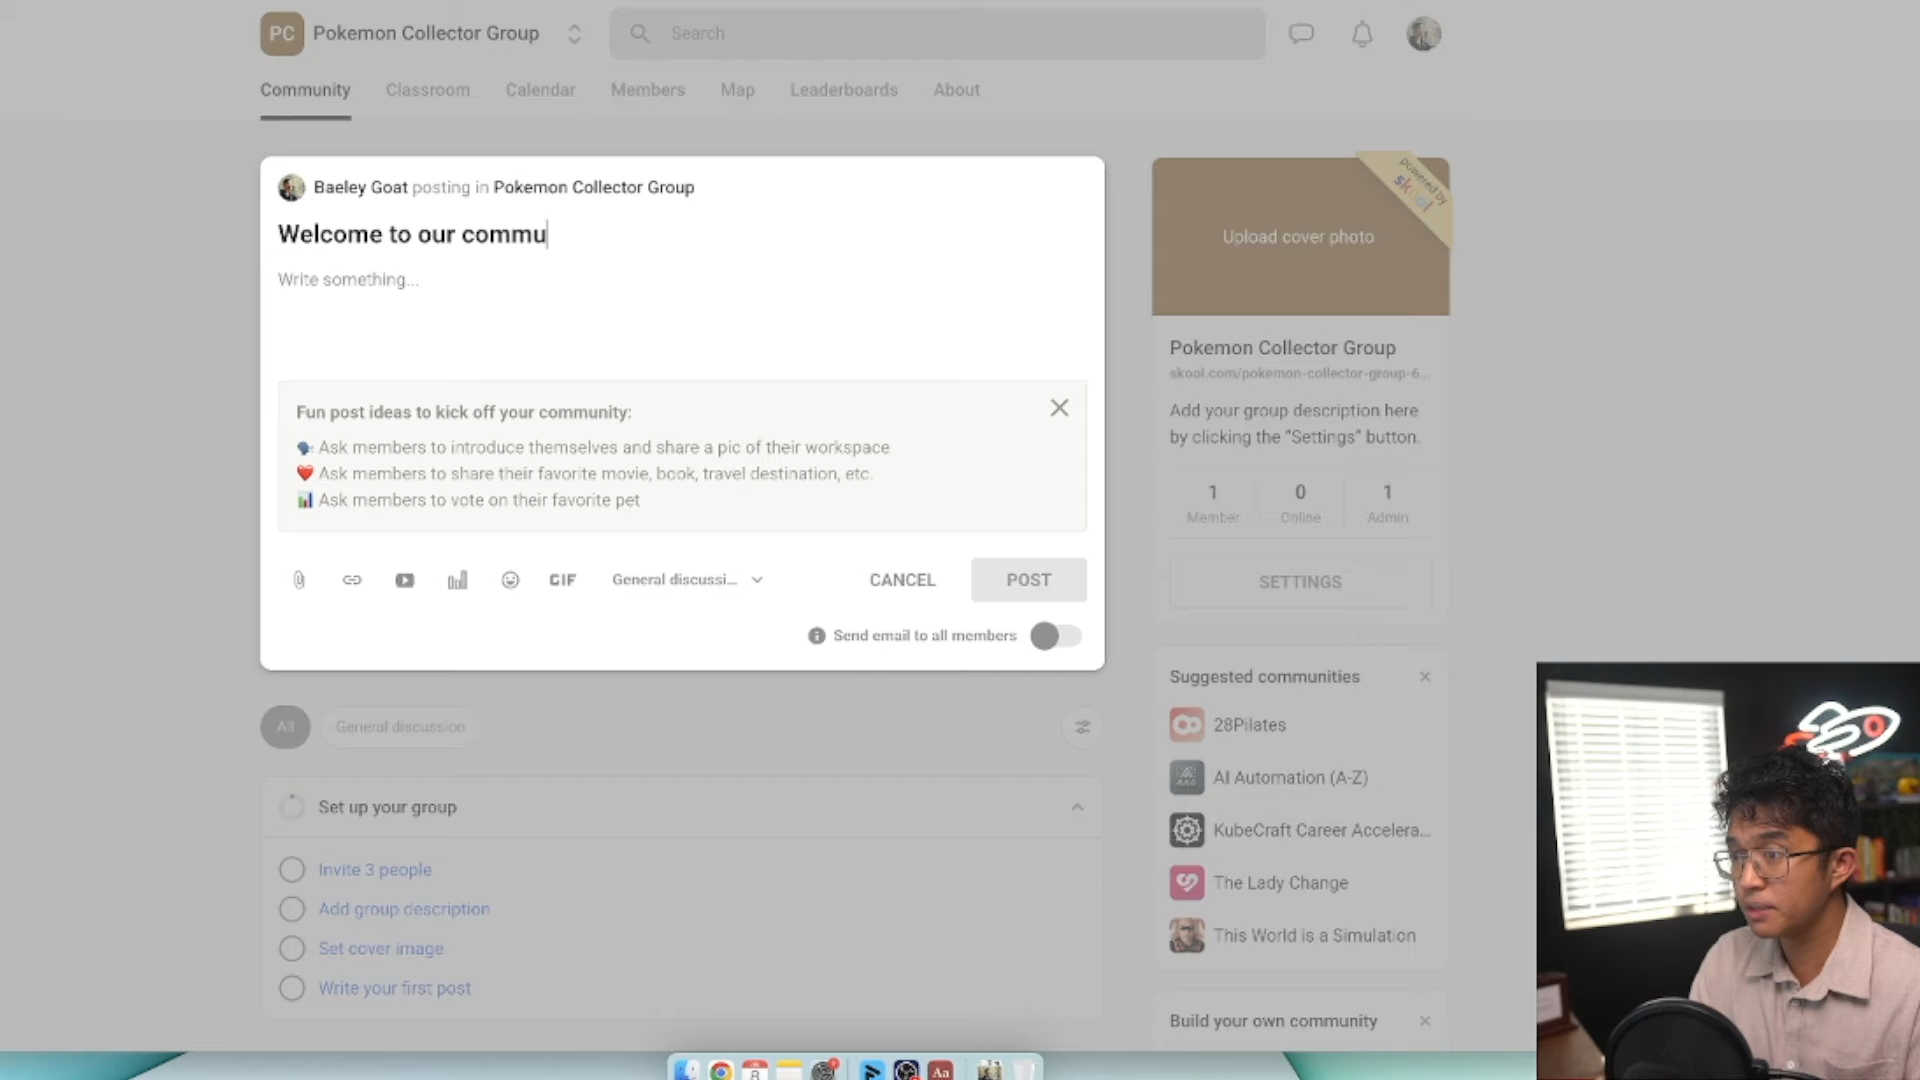 PC Pokemon Collector Group
Search
Community Classroom Calendar Members Map Leaderboards About
Baeley Goat posting in Pokemon Collector Group
Welcome to our commu
Write something...
Fun post ideas to kick off your community:
Ask members to introduce themselves and share a pic of their workspace
Ask members to share their favorite movie, book, travel destination, etc.
Ask members to vote on their favorite pet
GIF General discussi... CANCEL POST
Send email to all members
All General discussion
Set up your group
Invite 3 people
Add group description
Set cover image
Write your first post
powered by
skool
Upload cover photo
Pokemon Collector Group
skool.com/pokemon-collector-group-6...
Add your group description here
by clicking the "Settings" button.
1 0 1
Member Online Admin
SETTINGS
Suggested communities
28Pilates
AI Automation (A-Z)
KubeCraft Career Accelera...
The Lady Change
This World is a Simulation
Build your own community
8
Aa